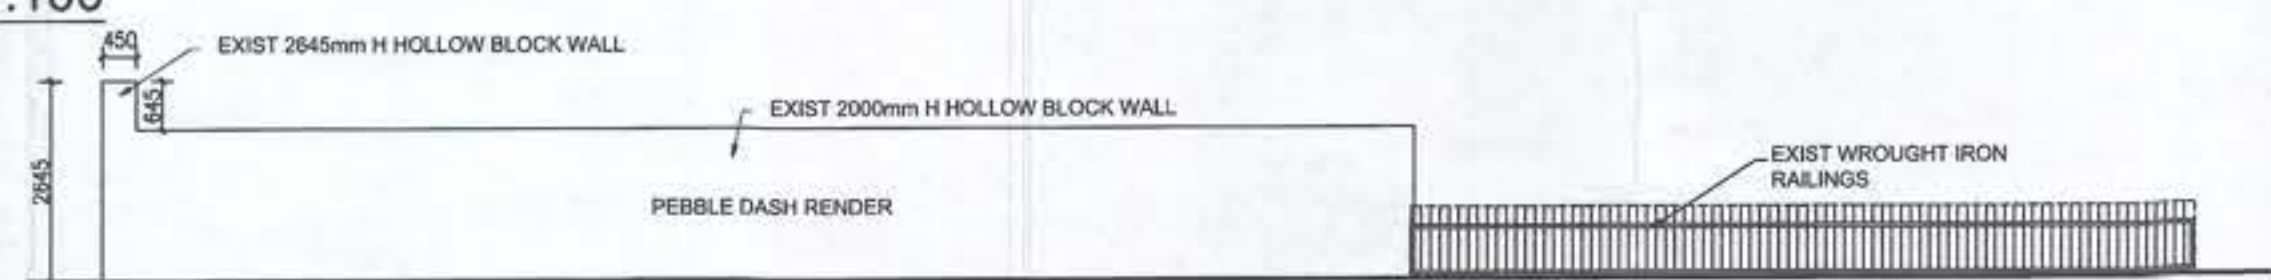 450
EXIST 2645mm H HOLLOW BLOCK WALL
645
EXIST 2000mm H HOLLOW BLOCK WALL
2645
EXIST WROUGHT IRON
RAILINGS
PEBBLE DASH RENDER